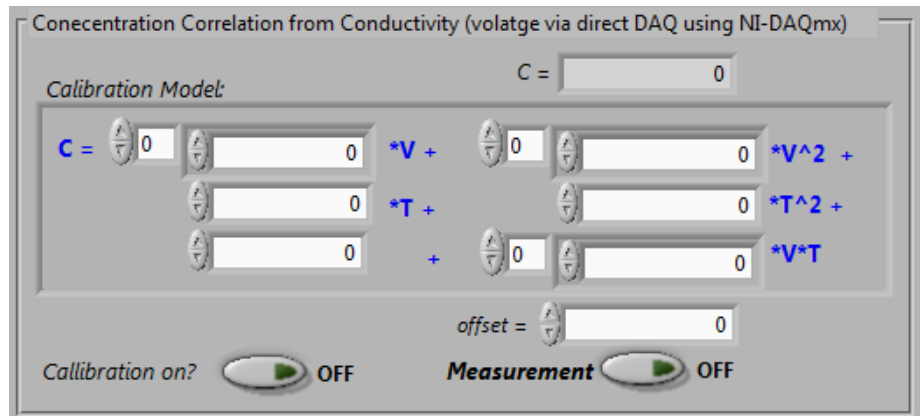 Conecentration Correlation from Conductivity (volatge via direct DAQ using NI-DAQmx)
C = 0
Calibration Model:
C = 0 0 *V + 0 0 *V^2 +
0 *T + 0 *T^2 +
0 + 0 0 *V*T
offset = 0
Callibration on? OFF Measurement OFF